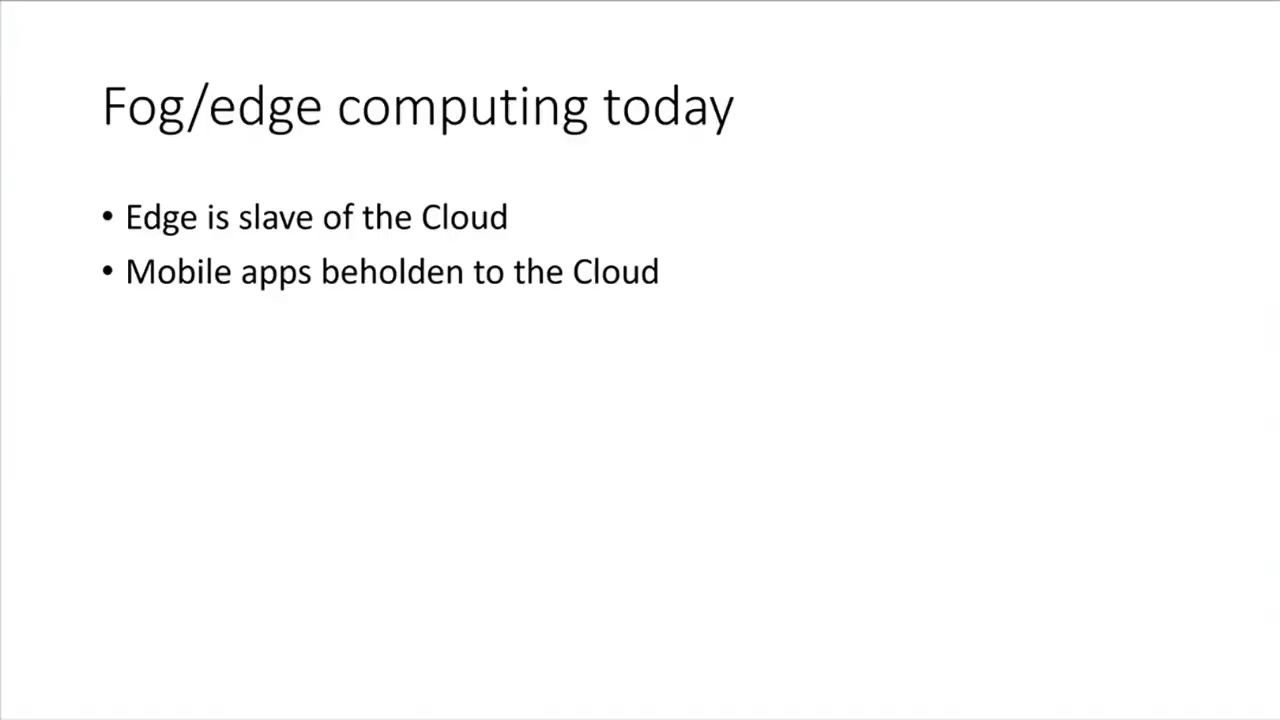 Fog/edge computing today
• Edge is slave of the Cloud
• Mobile apps beholden to the Cloud